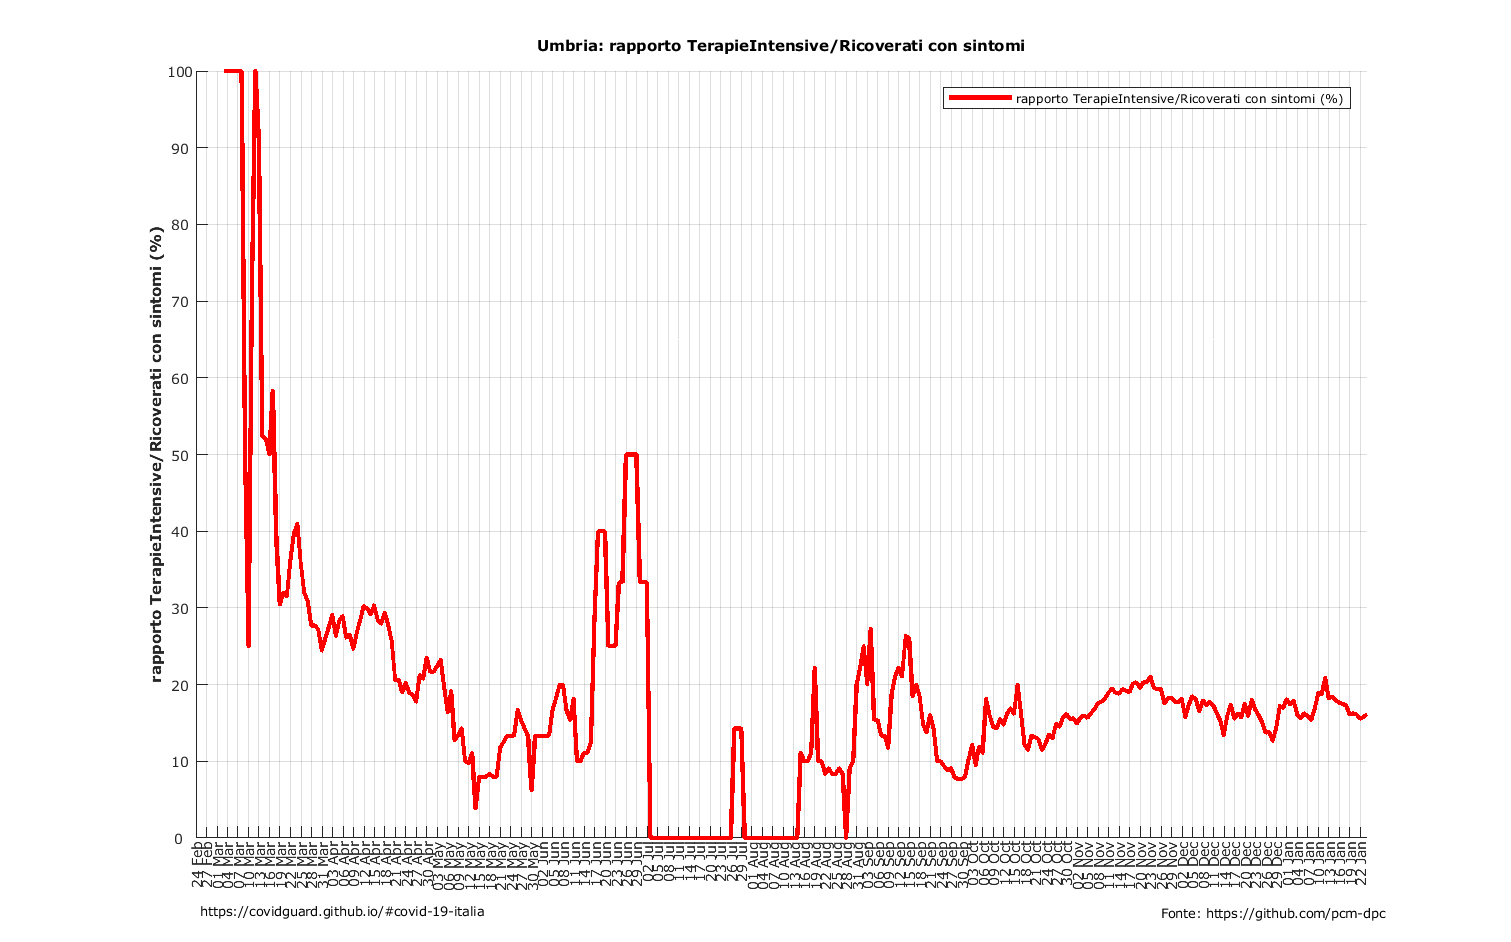 Umbria: rapporto TerapieIntensive/Ricoverati con sintomi
rapporto TerapieIntensive/Ricoverati con sintomi (%)
rapporto TerapieIntensive/Ricoverati con sintomi (%)
100
90
80
70
60
50
40
30
20
10
0
24 Feb
27 Feb
01 Mar
04 Mar
07 Mar
10 Mar
13 Mar
16 Mar
19 Mar
22 Mar
25 Mar
28 Mar
31 Mar
03 Apr
06 Apr
09 Apr
12 Apr
15 Apr
18 Apr
21 Apr
24 Apr
27 Apr
30 Apr
03 May
06 May
09 May
12 May
15 May
18 May
21 May
24 May
27 May
30 May
02 Jun
05 Jun
08 Jun
11 Jun
14 Jun
17 Jun
20 Jun
23 Jun
26 Jun
29 Jun
02 Jul
05 Jul
08 Jul
11 Jul
14 Jul
17 Jul
20 Jul
23 Jul
26 Jul
29 Jul
01 Aug
04 Aug
07 Aug
10 Aug
13 Aug
16 Aug
19 Aug
22 Aug
25 Aug
28 Aug
31 Aug
03 Sep
06 Sep
09 Sep
12 Sep
15 Sep
18 Sep
21 Sep
24 Sep
27 Sep
30 Sep
03 Oct
06 Oct
09 Oct
12 Oct
15 Oct
18 Oct
21 Oct
24 Oct
27 Oct
30 Oct
02 Nov
05 Nov
08 Nov
11 Nov
14 Nov
17 Nov
20 Nov
23 Nov
26 Nov
29 Nov
02 Dec
05 Dec
08 Dec
11 Dec
14 Dec
17 Dec
20 Dec
23 Dec
26 Dec
29 Dec
01 Jan
04 Jan
07 Jan
10 Jan
13 Jan
16 Jan
19 Jan
22 Jan
https://covidguard.github.io/#covid-19-italia
Fonte: https://github.com/pcm-dpc